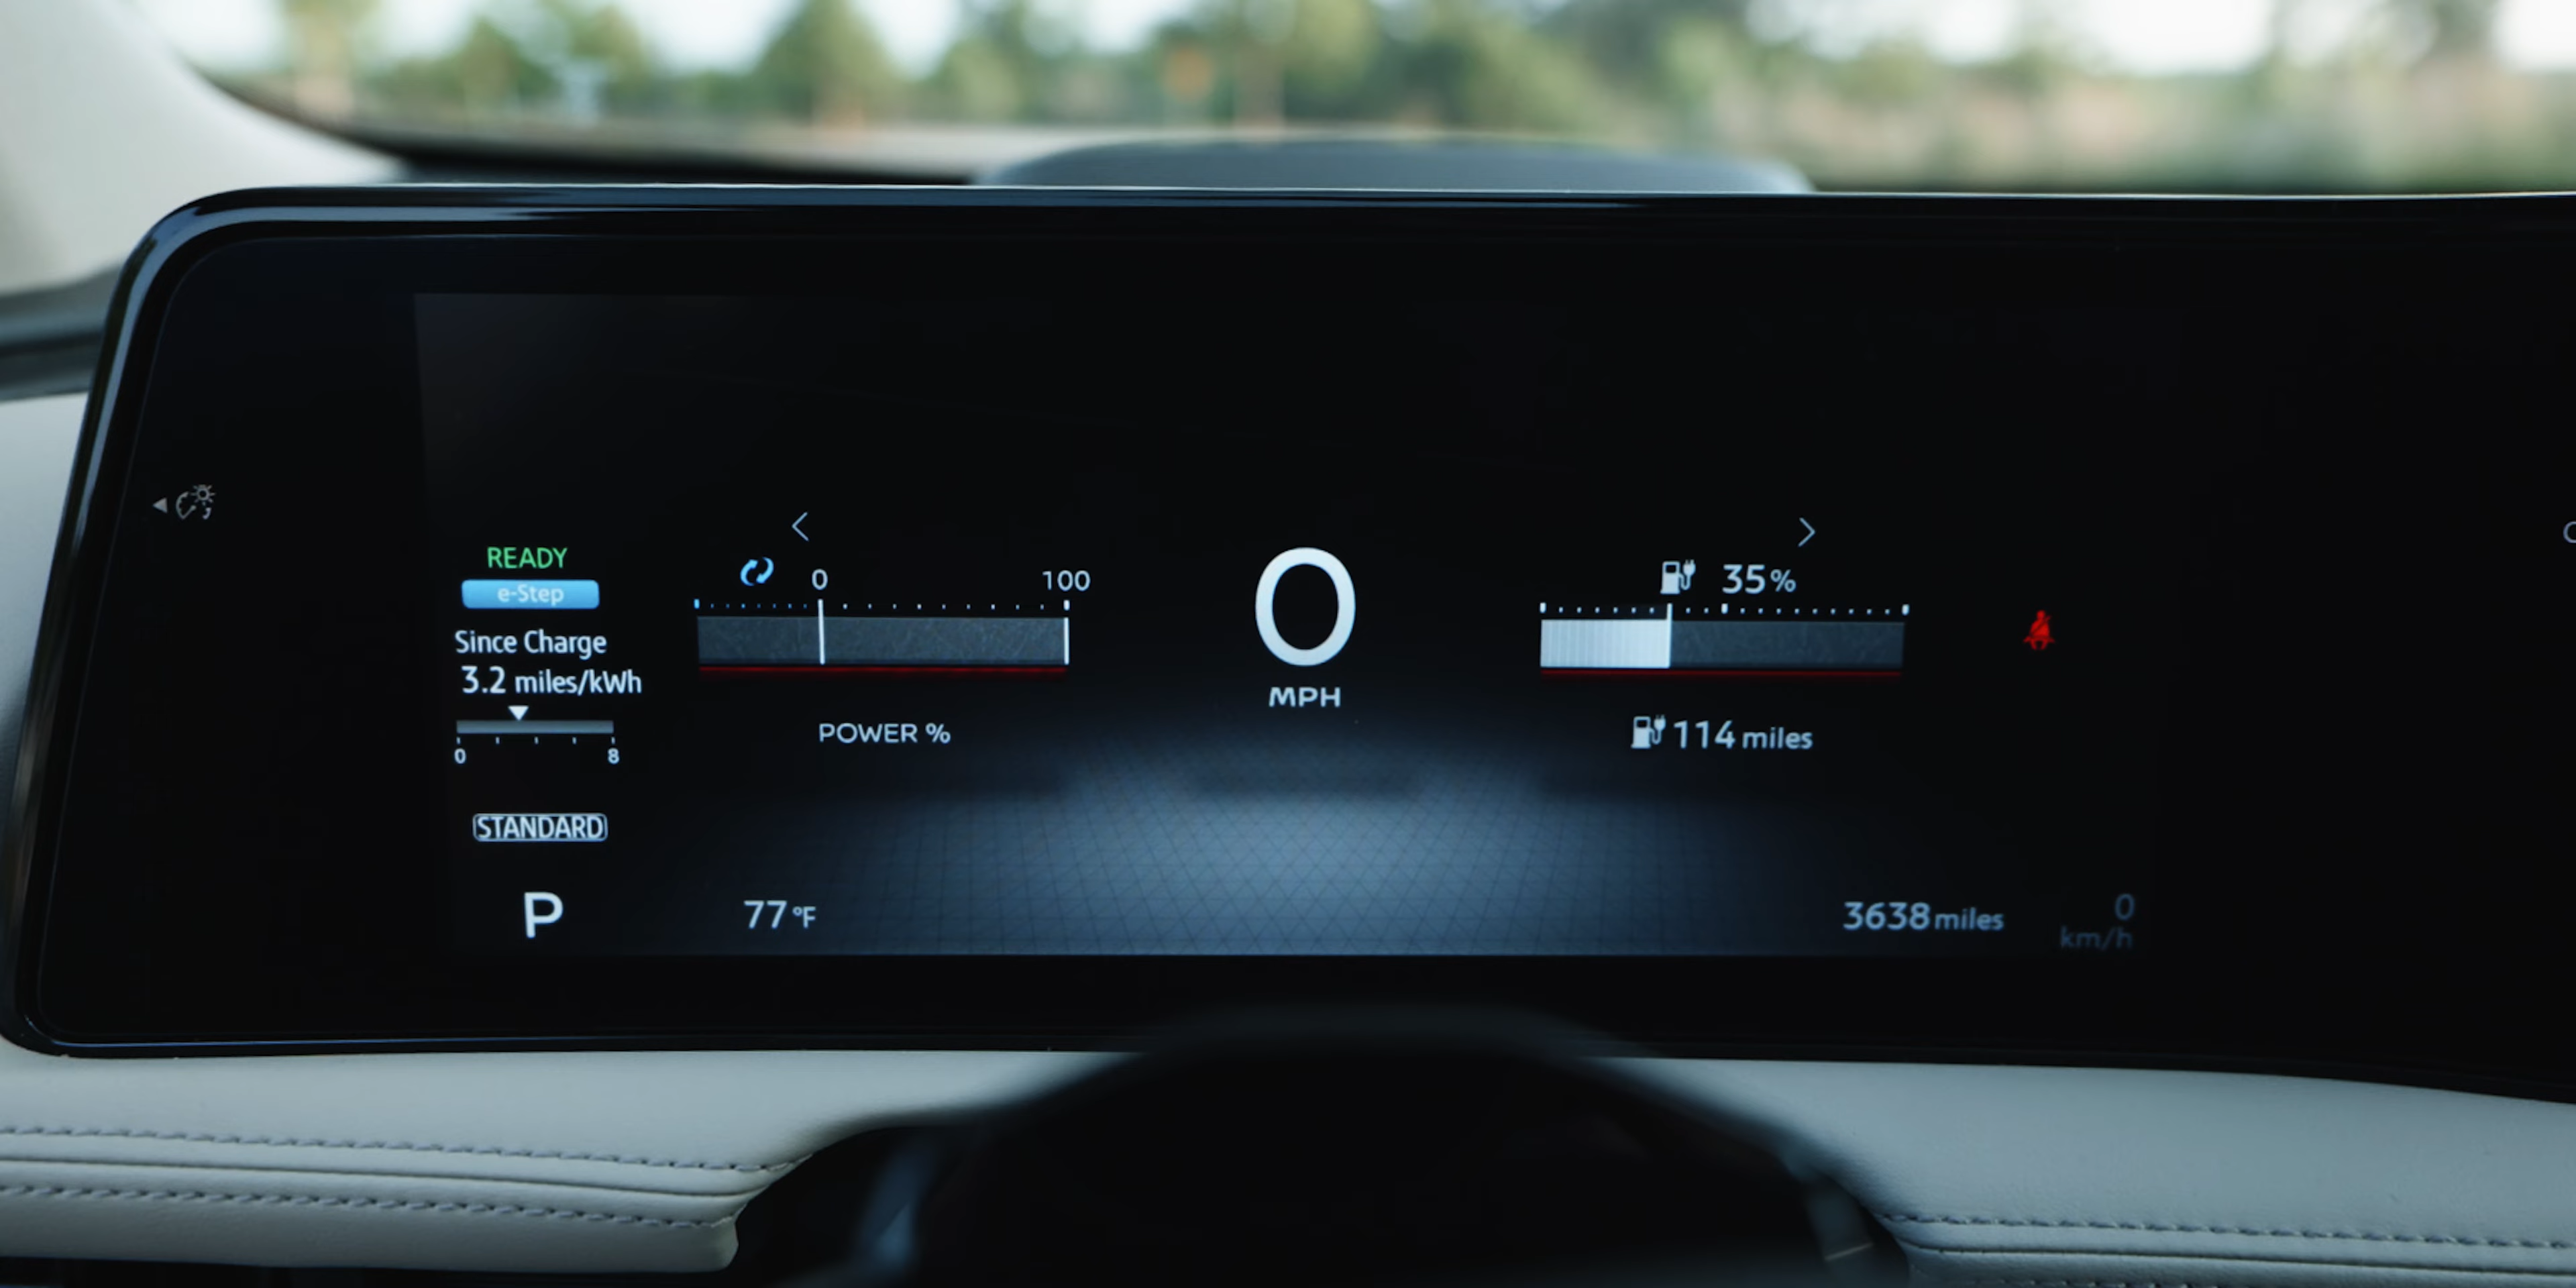 READY
e-Step
Since Charge
3.2 miles/kWh
0 8
STANDARD
P
0 100
POWER %
77°F
0
MPH
35%
114 miles
3638 miles
0
km/h